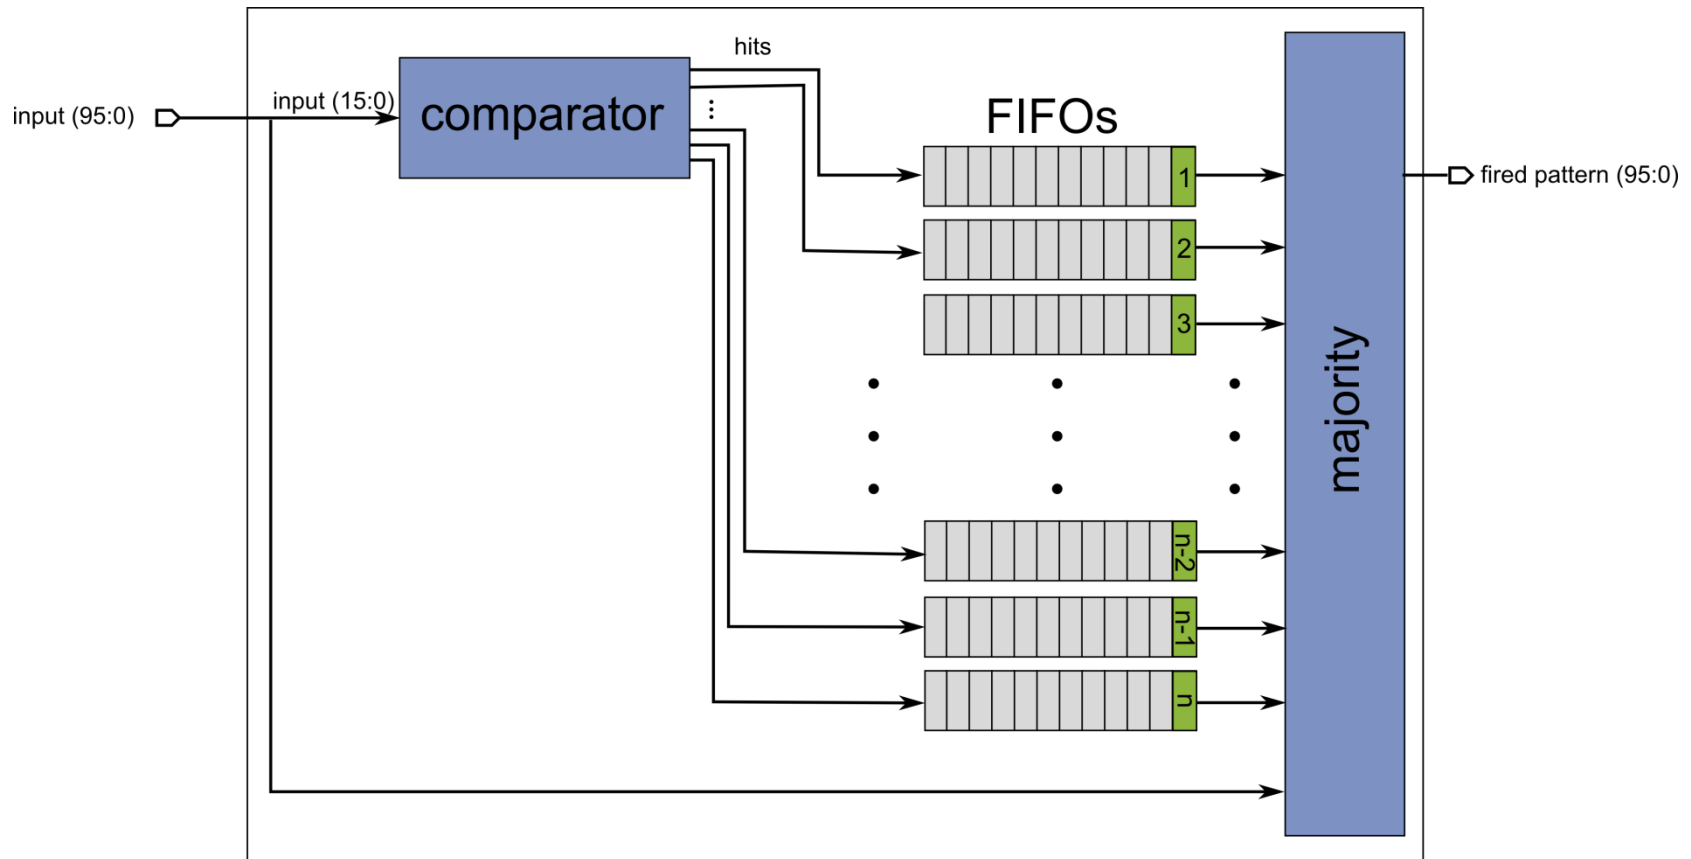 hits
input (95:0)
input (15:0)
comparator
FIFOs
1
fired pattern (95:0)
2
3
majority
n-2
n-1
n